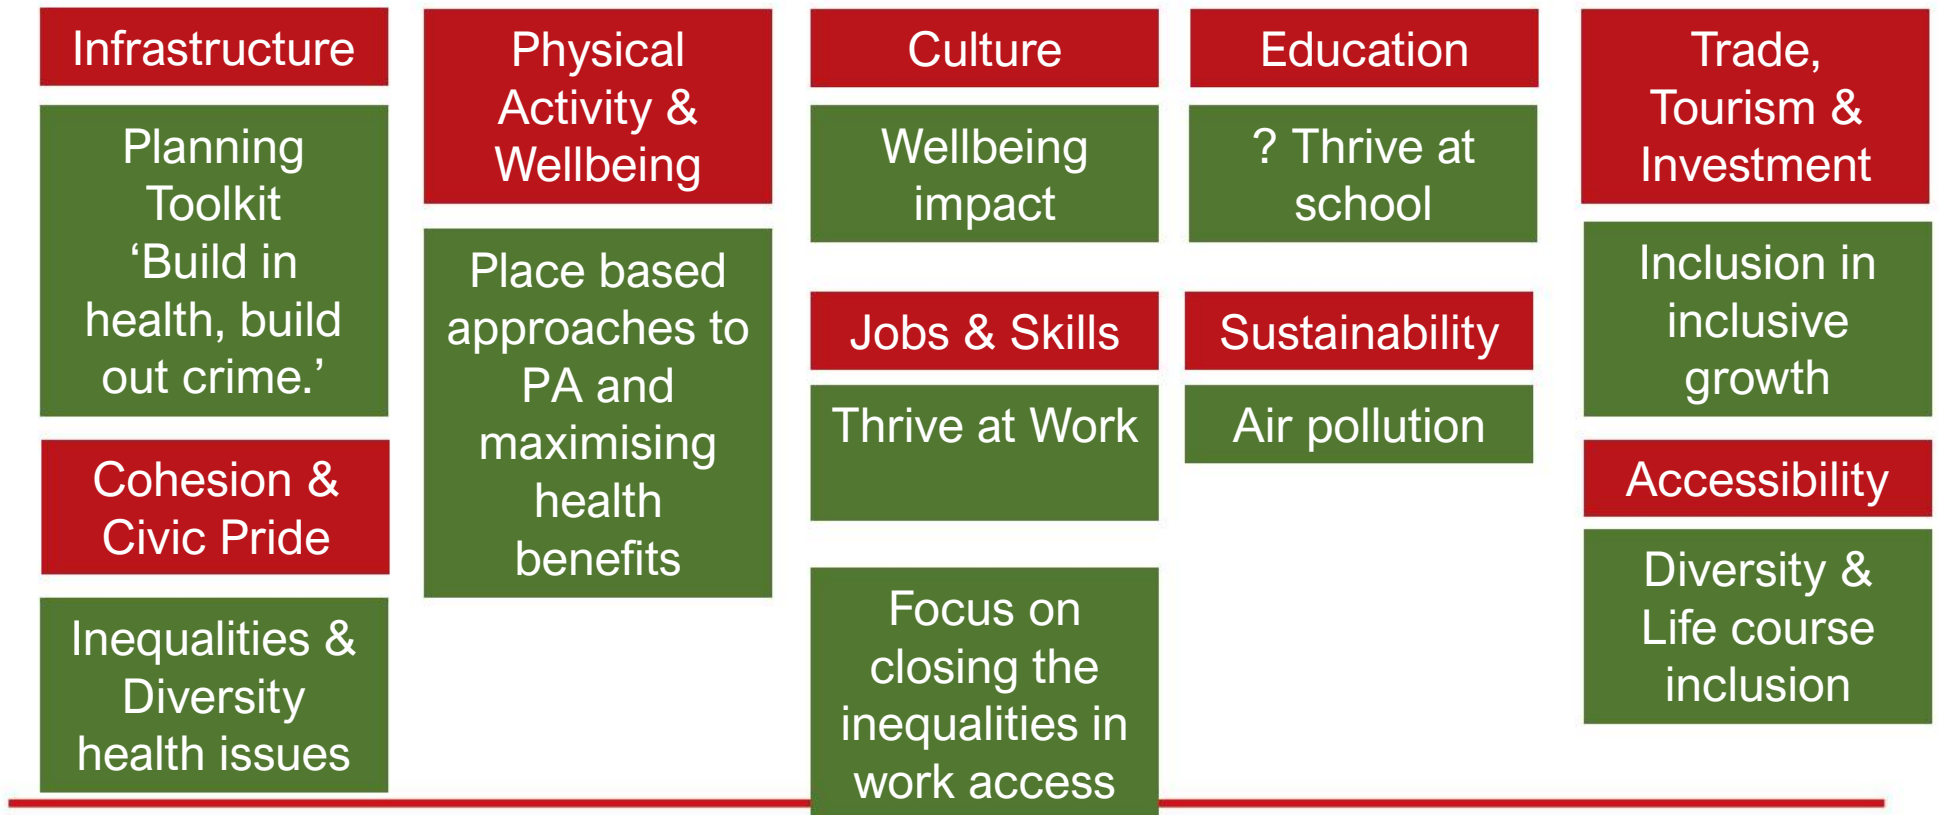 Infrastructure
Planning
Toolkit
‘Build in
health, build
out crime.’
Cohesion &
Civic Pride
Inequalities &
Diversity
health issues
Physical
Activity &
Wellbeing
Place based
approaches to
PA and
maximising
health
benefits
Culture
Wellbeing
impact
Jobs & Skills
Thrive at Work
Focus on
closing the
inequalities in
work access
Education
? Thrive at
school
Sustainability
Air pollution
Trade,
Tourism &
Investment
Inclusion in
inclusive
growth
Accessibility
Diversity &
Life course
inclusion